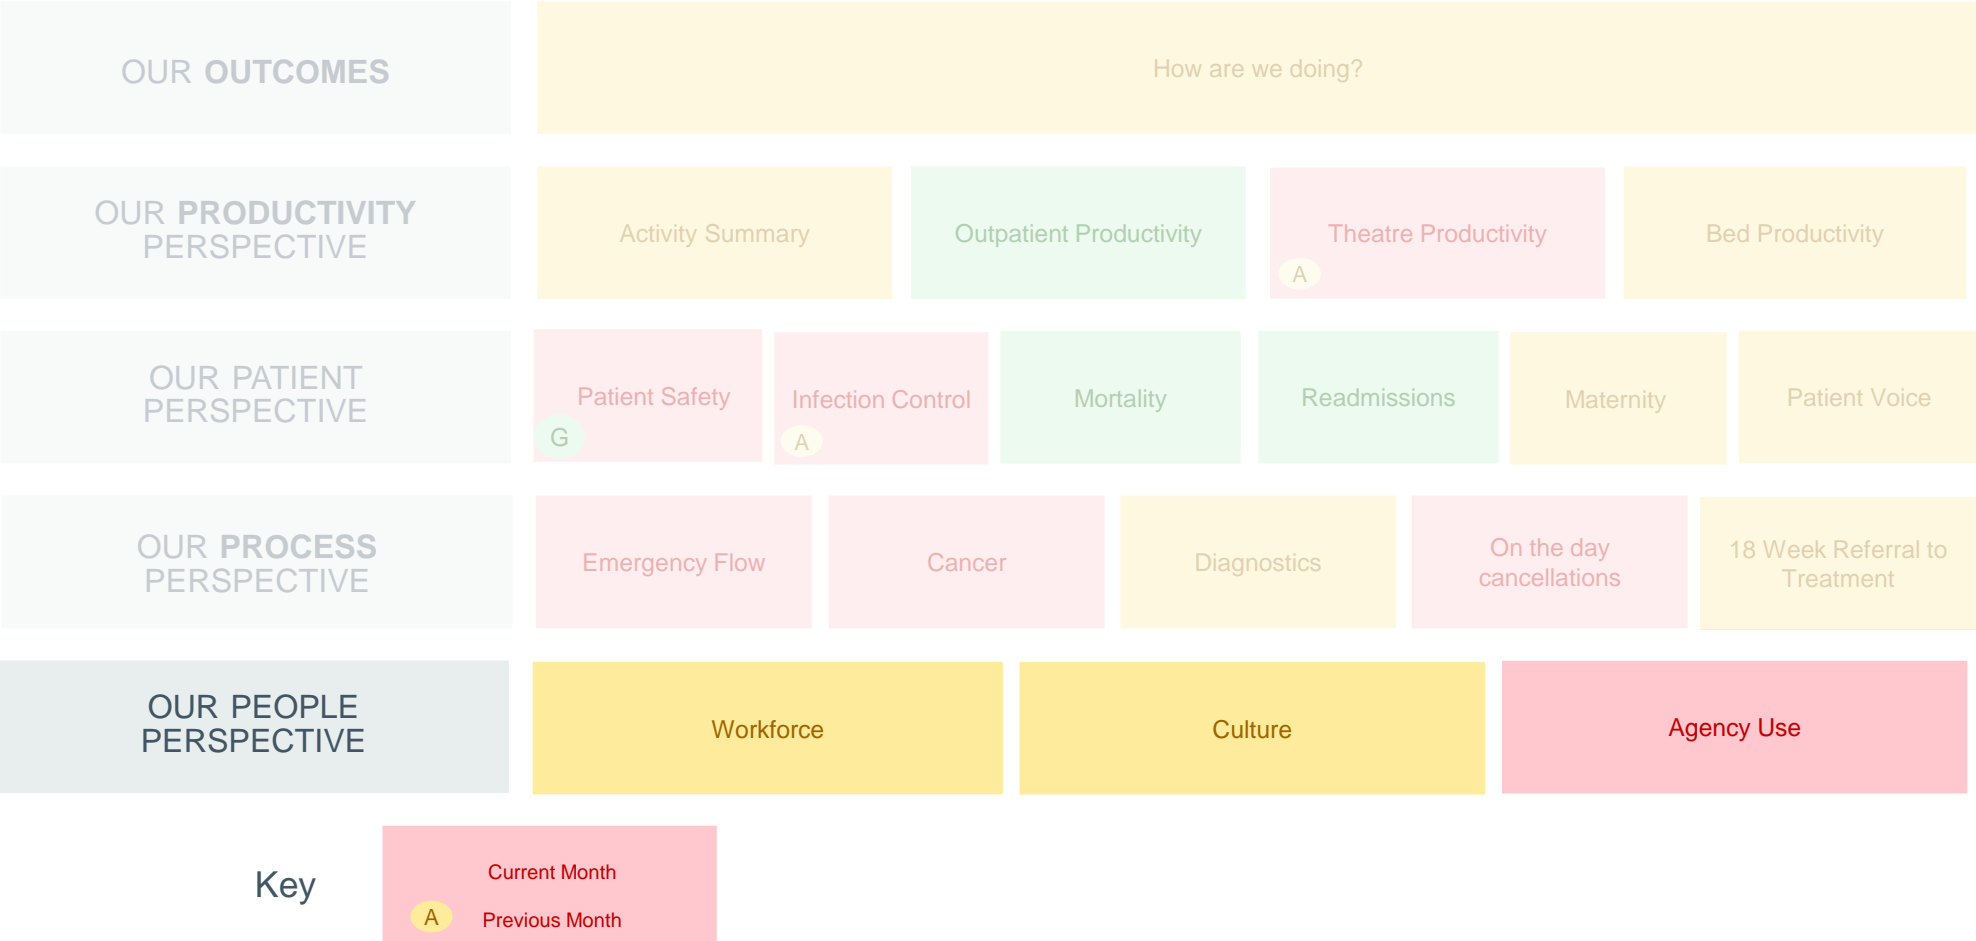 OUR OUTCOMES
How are we doing?
OUR PRODUCTIVITY
PERSPECTIVE
Activity Summary
Outpatient Productivity
Theatre Productivity
A
Bed Productivity
OUR PATIENT
PERSPECTIVE
Patient Safety
G
Infection Control
A
Mortality
Readmissions
Maternity
Patient Voice
OUR PROCESS
PERSPECTIVE
Emergency Flow
Cancer
Diagnostics
On the day
cancellations
18 Week Referral to
Treatment
OUR PEOPLE
PERSPECTIVE
Workforce
Culture
Agency Use
Key
Current Month
A
Previous Month